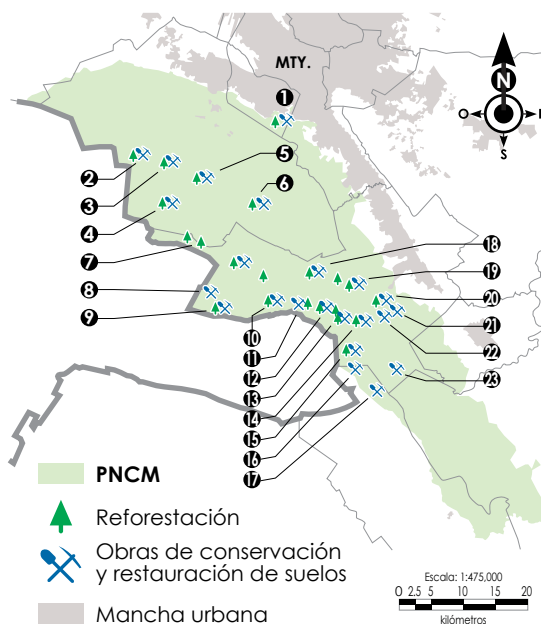 MTY.
N
O
E
S
1
2
3
4
5
6
7
8
9
10
11
12
13
14
15
16
17
18
19
20
21
22
23
PNCM
Reforestación
Obras de conservación
y restauración de suelos
Mancha urbana
Escala: 1:475,000
0 2.5 5 10 15 20
kilómetros